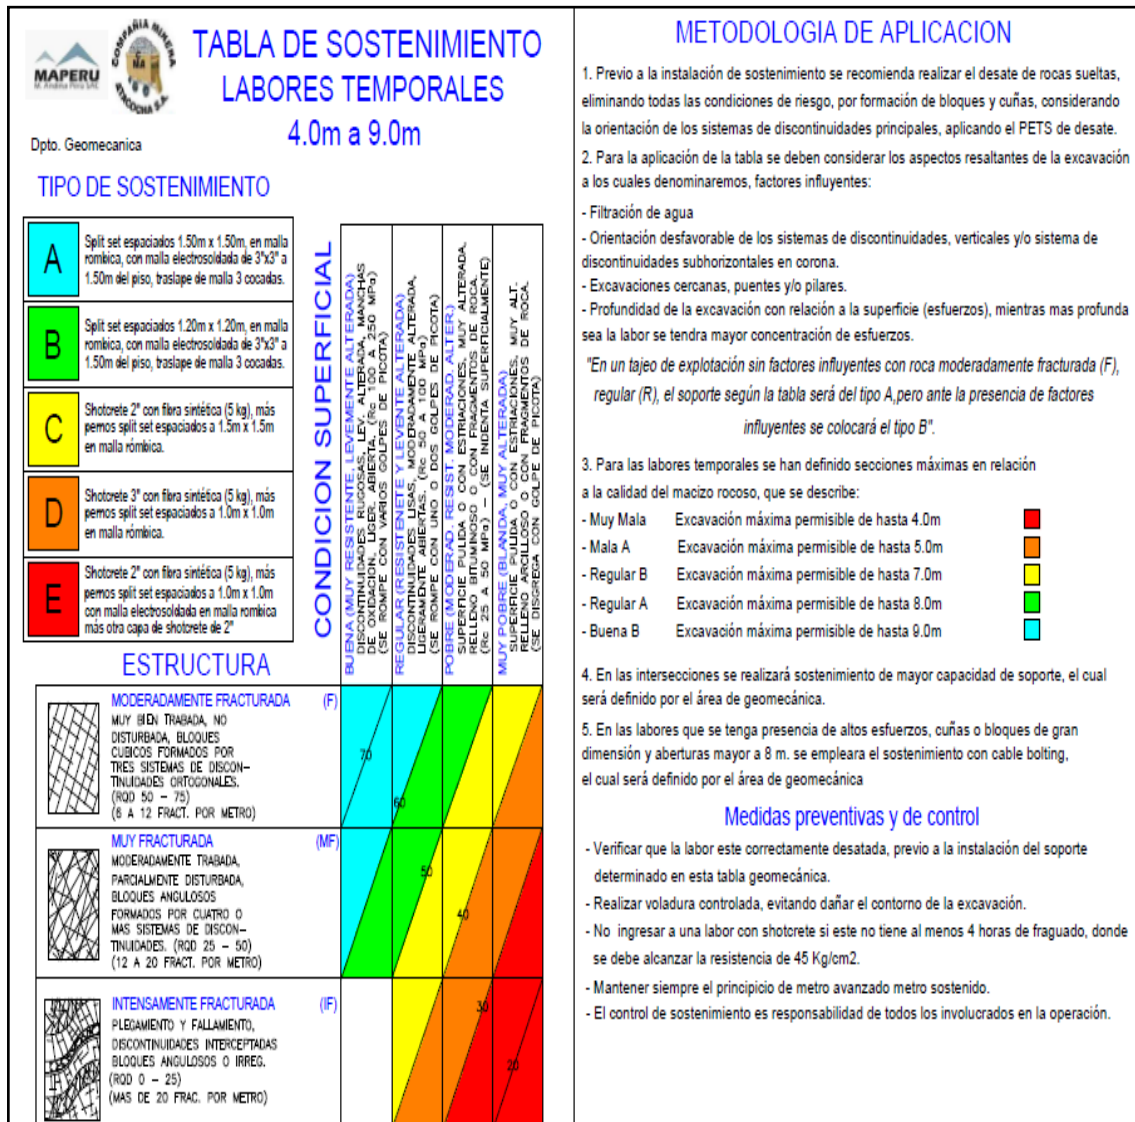 MAPERU
M. Andina Perú SAC
COMPAÑIA MINERA
ATACOCHA S.A.
TABLA DE SOSTENIMIENTO
LABORES TEMPORALES
4.0m a 9.0m
Dpto. Geomecanica
TIPO DE SOSTENIMIENTO
A
Split set espaciados 1.50m x 1.50m, en malla
rombica, con malla electrosoldada de 3"x3" a
1.50m del piso, traslape de malla 3 cocadas.
B
Split set espaciados 1.20m x 1.20m, en malla
rombica, con malla electrosoldada de 3"x3" a
1.50m del piso, traslape de malla 3 cocadas.
C
Shotcrete 2" con fibra sintética (5 kg), más
pernos split set espaciados a 1.5m x 1.5m
en malla rómbica.
D
Shotcrete 3" con fibra sintética (5 kg), más
pernos split set espaciados a 1.0m x 1.0m
en malla rombica.
E
Shotcrete 2" con fibra sintética (5 kg), más
pernos split set espaciados a 1.0m x 1.0m
con malla electrosoldada en malla rombica
más otra capa de shotcrete de 2"
CONDICION SUPERFICIAL
BUENA (MUY RESISTENTE, LEVEMENTE ALTERADA)
DISCONTINUIDADES RUGOSAS, LEV. ALTERADA, MANCHAS
DE OXIDACION, LIGER. ABIERTA. (Rc 100 A 250 MPa)
(SE ROMPE CON VARIOS GOLPES DE PICOTA)
REGULAR (RESISTENETE Y LEVENTE ALTERADA)
DISCONTINUIDADES LISAS, MODERADAMENTE ALTERADA,
LIGERAMENTE ABIERTAS. (Rc 50 A 100 MPa)
(SE ROMPE CON UNO O DOS GOLPES DE PICOTA)
POBRE (MODERAD. RESIST. MODERAD. ALTER.)
SUPERFICIE PULIDA O CON ESTRIACIONES, MUY ALTERADA,
RELLENO BITUMINOSO O CON FRAGMENTOS DE ROCA.
(Rc 25 A 50 MPa) – (SE INDENTA SUPERFICIALMENTE)
MUY POBRE (BLANDA, MUY ALTERADA)
SUPERFICIE PULIDA O CON ESTRIACIONES, MUY ALT.
RELLENO ARCILLOSO O CON FRAGMENTOS DE ROCA.
(SE DISGREGA CON GOLPE DE PICOTA)
ESTRUCTURA
MODERADAMENTE FRACTURADA (F)
MUY BIEN TRABADA, NO
DISTURBADA, BLOQUES
CUBICOS FORMADOS POR
TRES SISTEMAS DE DISCON–
TINUIDADES ORTOGONALES.
(RQD 50 – 75)
(6 A 12 FRACT. POR METRO)
70
60
MUY FRACTURADA (MF)
MODERADAMENTE TRABADA,
PARCIALMENTE DISTURBADA,
BLOQUES ANGULOSOS
FORMADOS POR CUATRO O
MAS SISTEMAS DE DISCON–
TINUIDADES. (RQD 25 – 50)
(12 A 20 FRACT. POR METRO)
50
40
INTENSAMENTE FRACTURADA (IF)
PLEGAMIENTO Y FALLAMIENTO,
DISCONTINUIDADES INTERCEPTADAS
BLOQUES ANGULOSOS O IRREG.
(RQD 0 – 25)
(MAS DE 20 FRAC. POR METRO)
30
20
METODOLOGIA DE APLICACION
1. Previo a la instalación de sostenimiento se recomienda realizar el desate de rocas sueltas,
eliminando todas las condiciones de riesgo, por formación de bloques y cuñas, considerando
la orientación de los sistemas de discontinuidades principales, aplicando el PETS de desate.
2. Para la aplicación de la tabla se deben considerar los aspectos resaltantes de la excavación
a los cuales denominaremos, factores influyentes:
- Filtración de agua
- Orientación desfavorable de los sistemas de discontinuidades, verticales y/o sistema de
discontinuidades subhorizontales en corona.
- Excavaciones cercanas, puentes y/o pilares.
- Profundidad de la excavación con relación a la superficie (esfuerzos), mientras mas profunda
sea la labor se tendra mayor concentración de esfuerzos.
"En un tajeo de explotación sin factores influyentes con roca moderadamente fracturada (F),
regular (R), el soporte según la tabla será del tipo A,pero ante la presencia de factores
influyentes se colocará el tipo B".
3. Para las labores temporales se han definido secciones máximas en relación
a la calidad del macizo rocoso, que se describe:
- Muy Mala Excavación máxima permisible de hasta 4.0m
- Mala A Excavación máxima permisible de hasta 5.0m
- Regular B Excavación máxima permisible de hasta 7.0m
- Regular A Excavación máxima permisible de hasta 8.0m
- Buena B Excavación máxima permisible de hasta 9.0m
4. En las intersecciones se realizará sostenimiento de mayor capacidad de soporte, el cual
será definido por el área de geomecánica.
5. En las labores que se tenga presencia de altos esfuerzos, cuñas o bloques de gran
dimensión y aberturas mayor a 8 m. se empleara el sostenimiento con cable bolting,
el cual será definido por el área de geomecánica
Medidas preventivas y de control
- Verificar que la labor este correctamente desatada, previo a la instalación del soporte
determinado en esta tabla geomecánica.
- Realizar voladura controlada, evitando dañar el contorno de la excavación.
- No ingresar a una labor con shotcrete si este no tiene al menos 4 horas de fraguado, donde
se debe alcanzar la resistencia de 45 Kg/cm2.
- Mantener siempre el principicio de metro avanzado metro sostenido.
- El control de sostenimiento es responsabilidad de todos los involucrados en la operación.